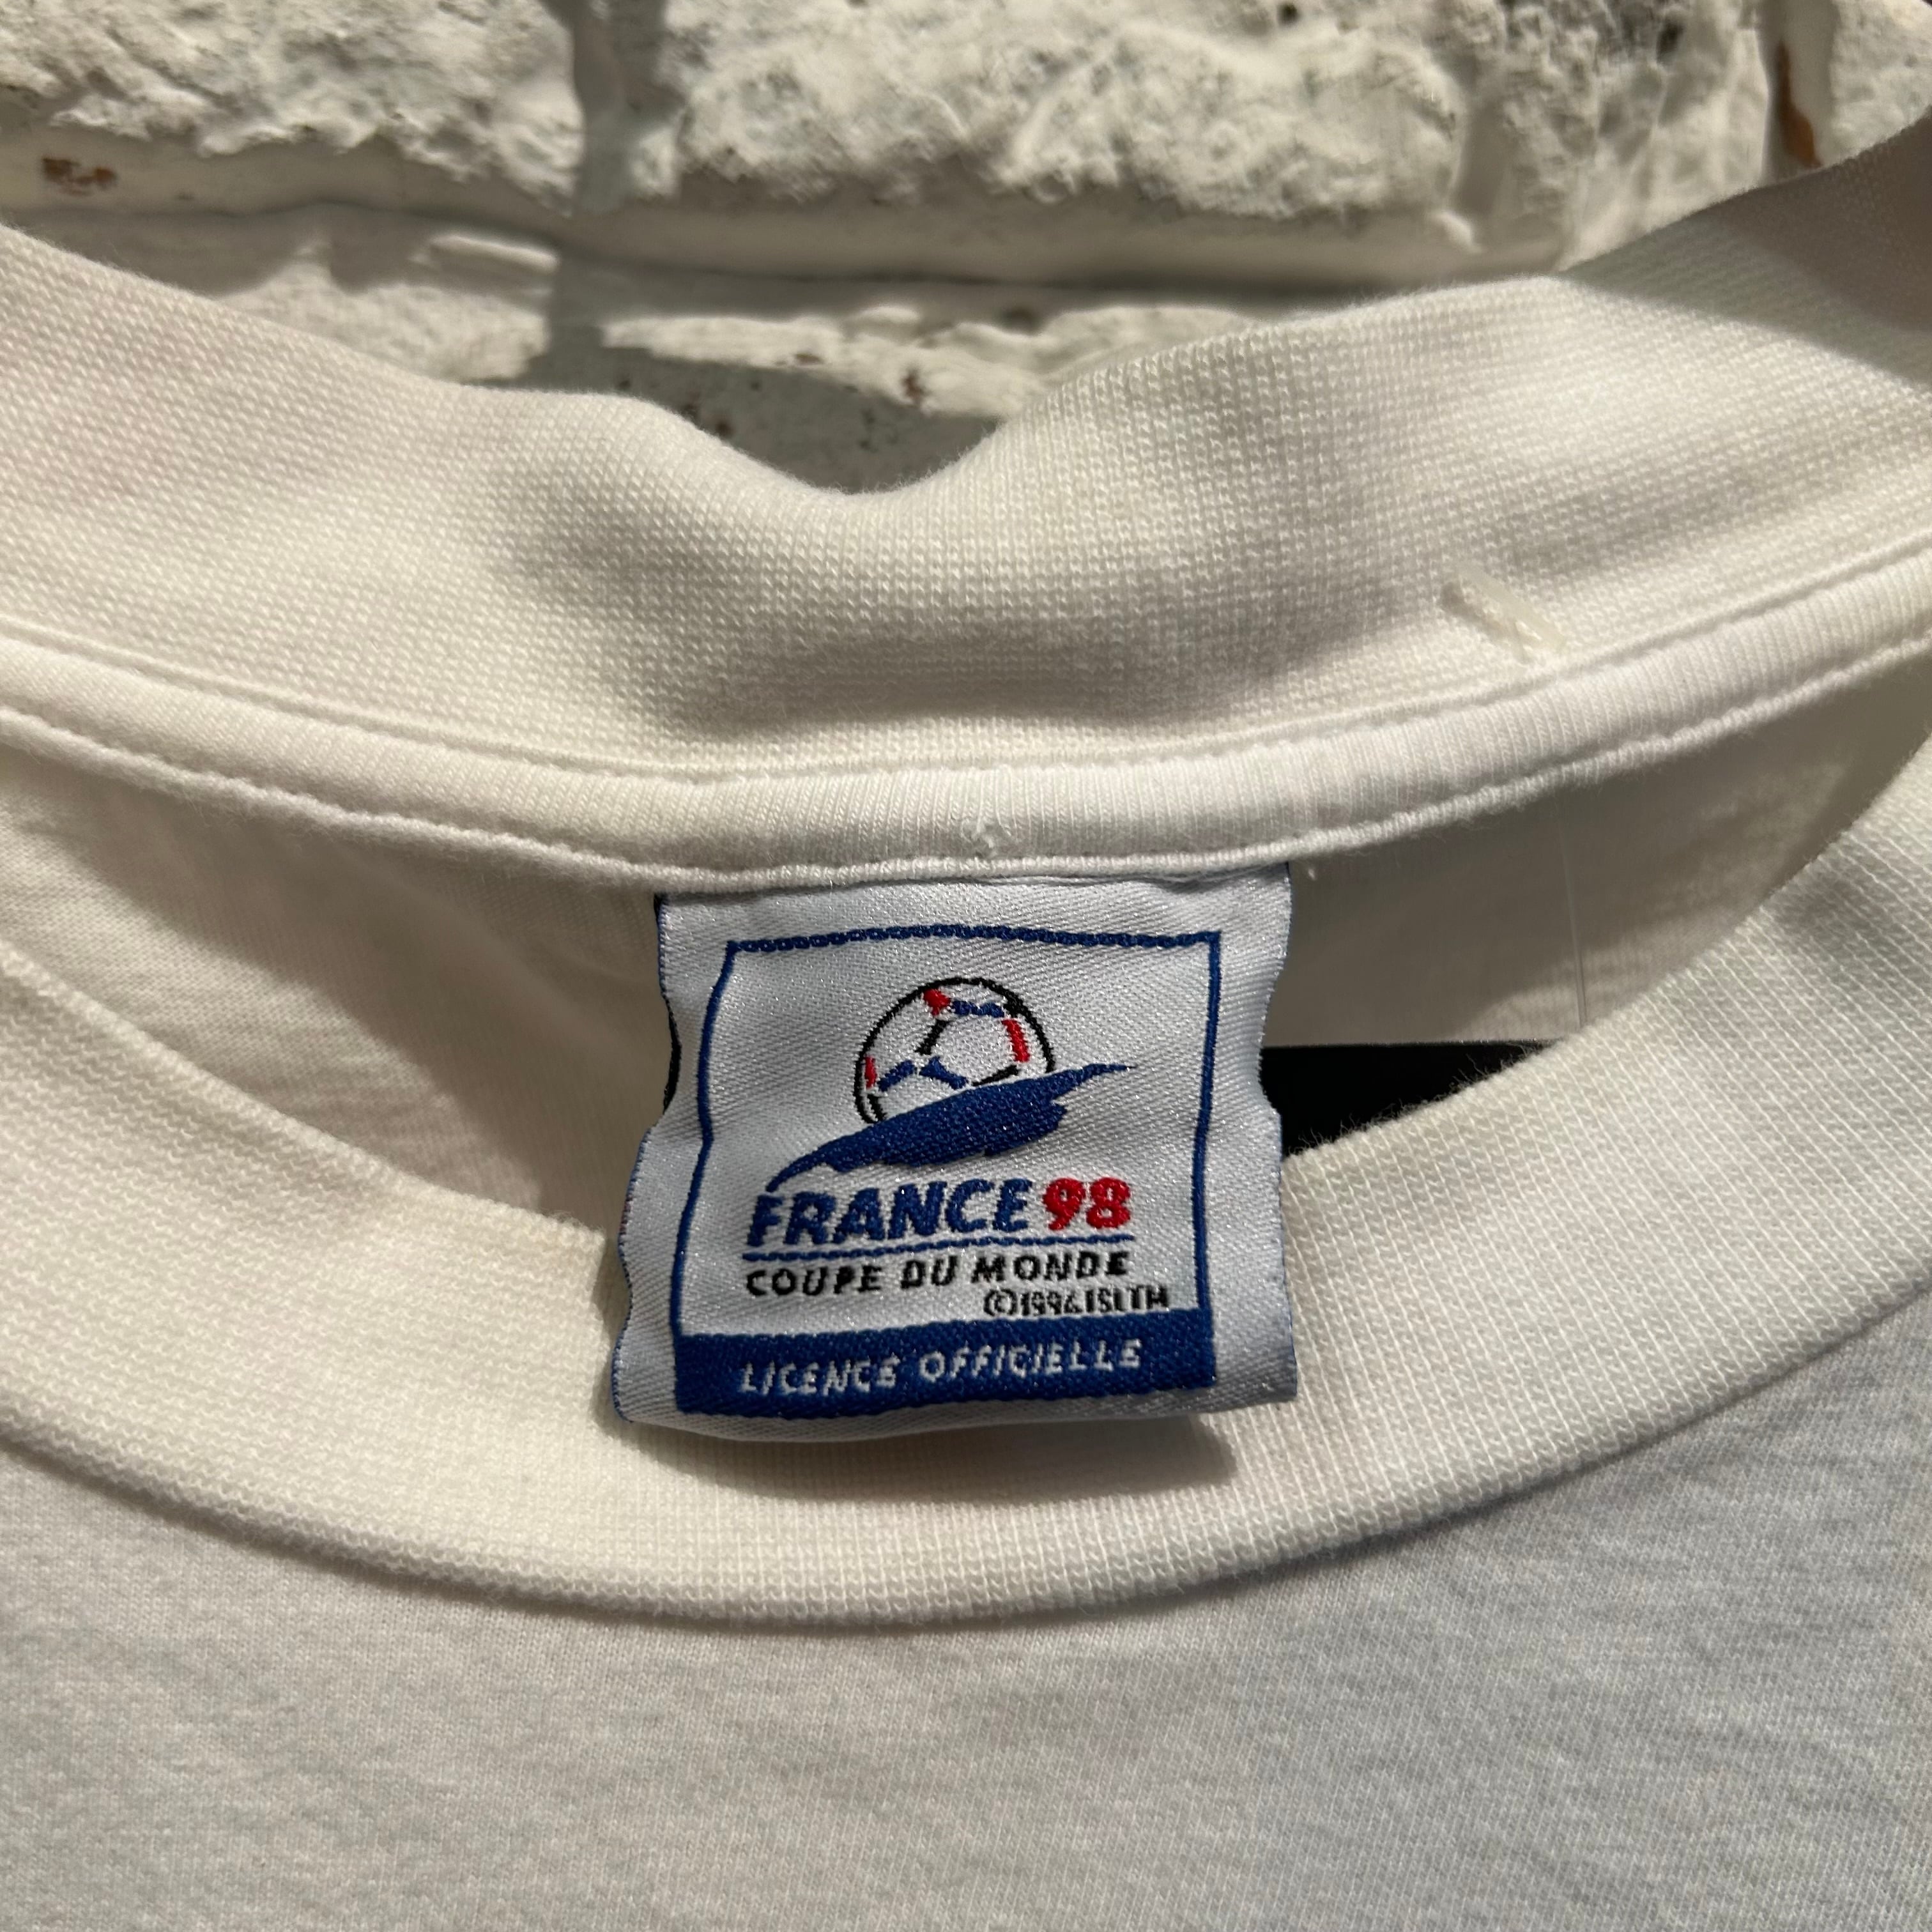 FRANCE 98
COUPE DU MONDE
©1994 ISL TM
LICENCE OFFICIELLE